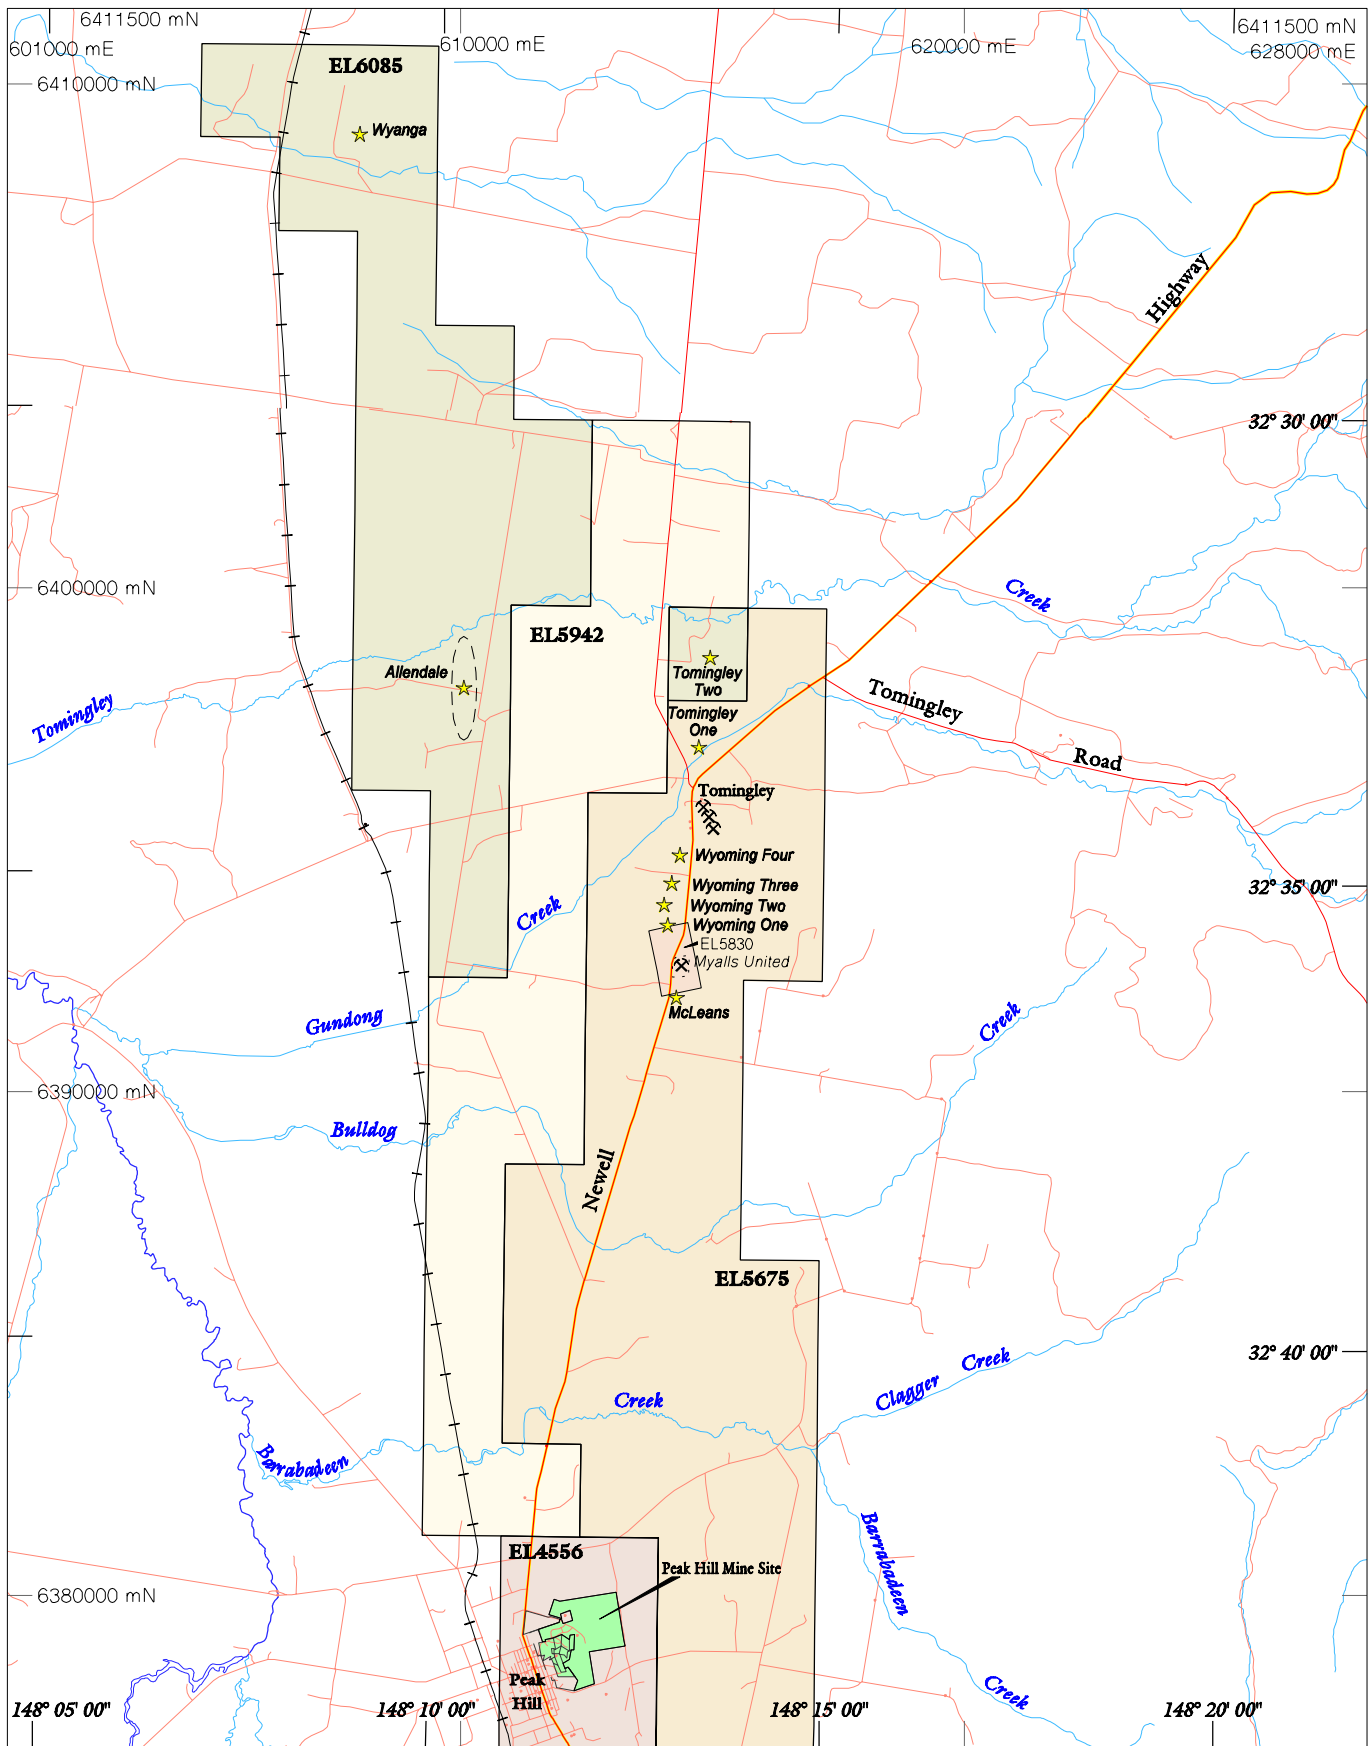 6411500 mN
601000 mE
610000 mE
620000 mE
6411500 mN
628000 mE
EL6085
6410000 mN
Wyanga
Highway
32° 30' 00"
6400000 mN
Creek
EL5942
Allendale
Tomingley
Two
Tomingley
Tomingley
Tomingley
One
Road
Tomingley
Wyoming Four
Wyoming Three
32° 35' 00"
Wyoming Two
Creek
Wyoming One
EL5830
Myalls United
McLeans
Gundong
Creek
6390000 mN
Bulldog
Newell
EL5675
32° 40' 00"
Creek
Clagger
Creek
Barrabadeen
Barrabadeen
EL4556
Peak Hill Mine Site
6380000 mN
Peak
Hill
Creek
148° 05' 00"
148° 10' 00"
148° 15' 00"
148° 20' 00"